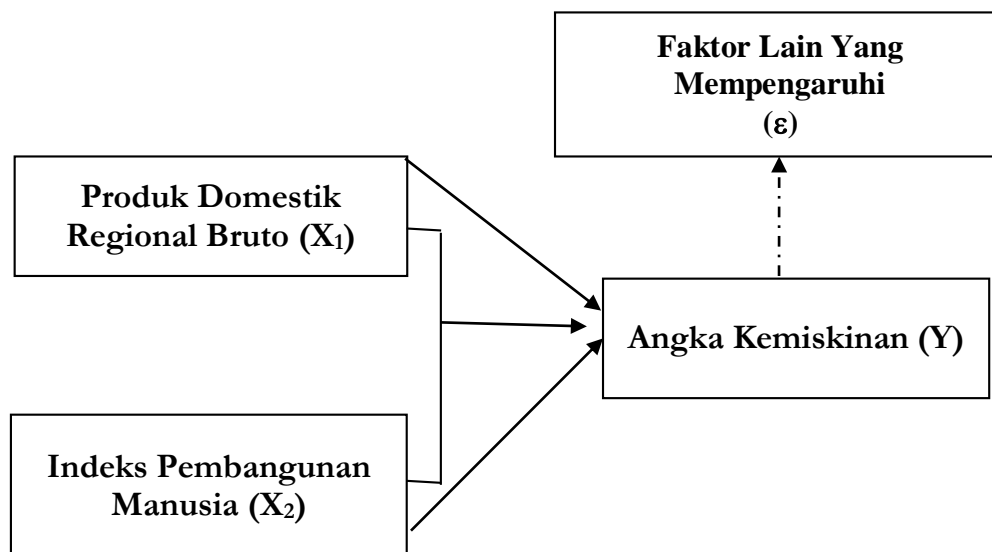 Faktor Lain Yang
Mempengaruhi
(ε)
Produk Domestik
Regional Bruto (X₁)
Angka Kemiskinan (Y)
Indeks Pembangunan
Manusia (X₂)